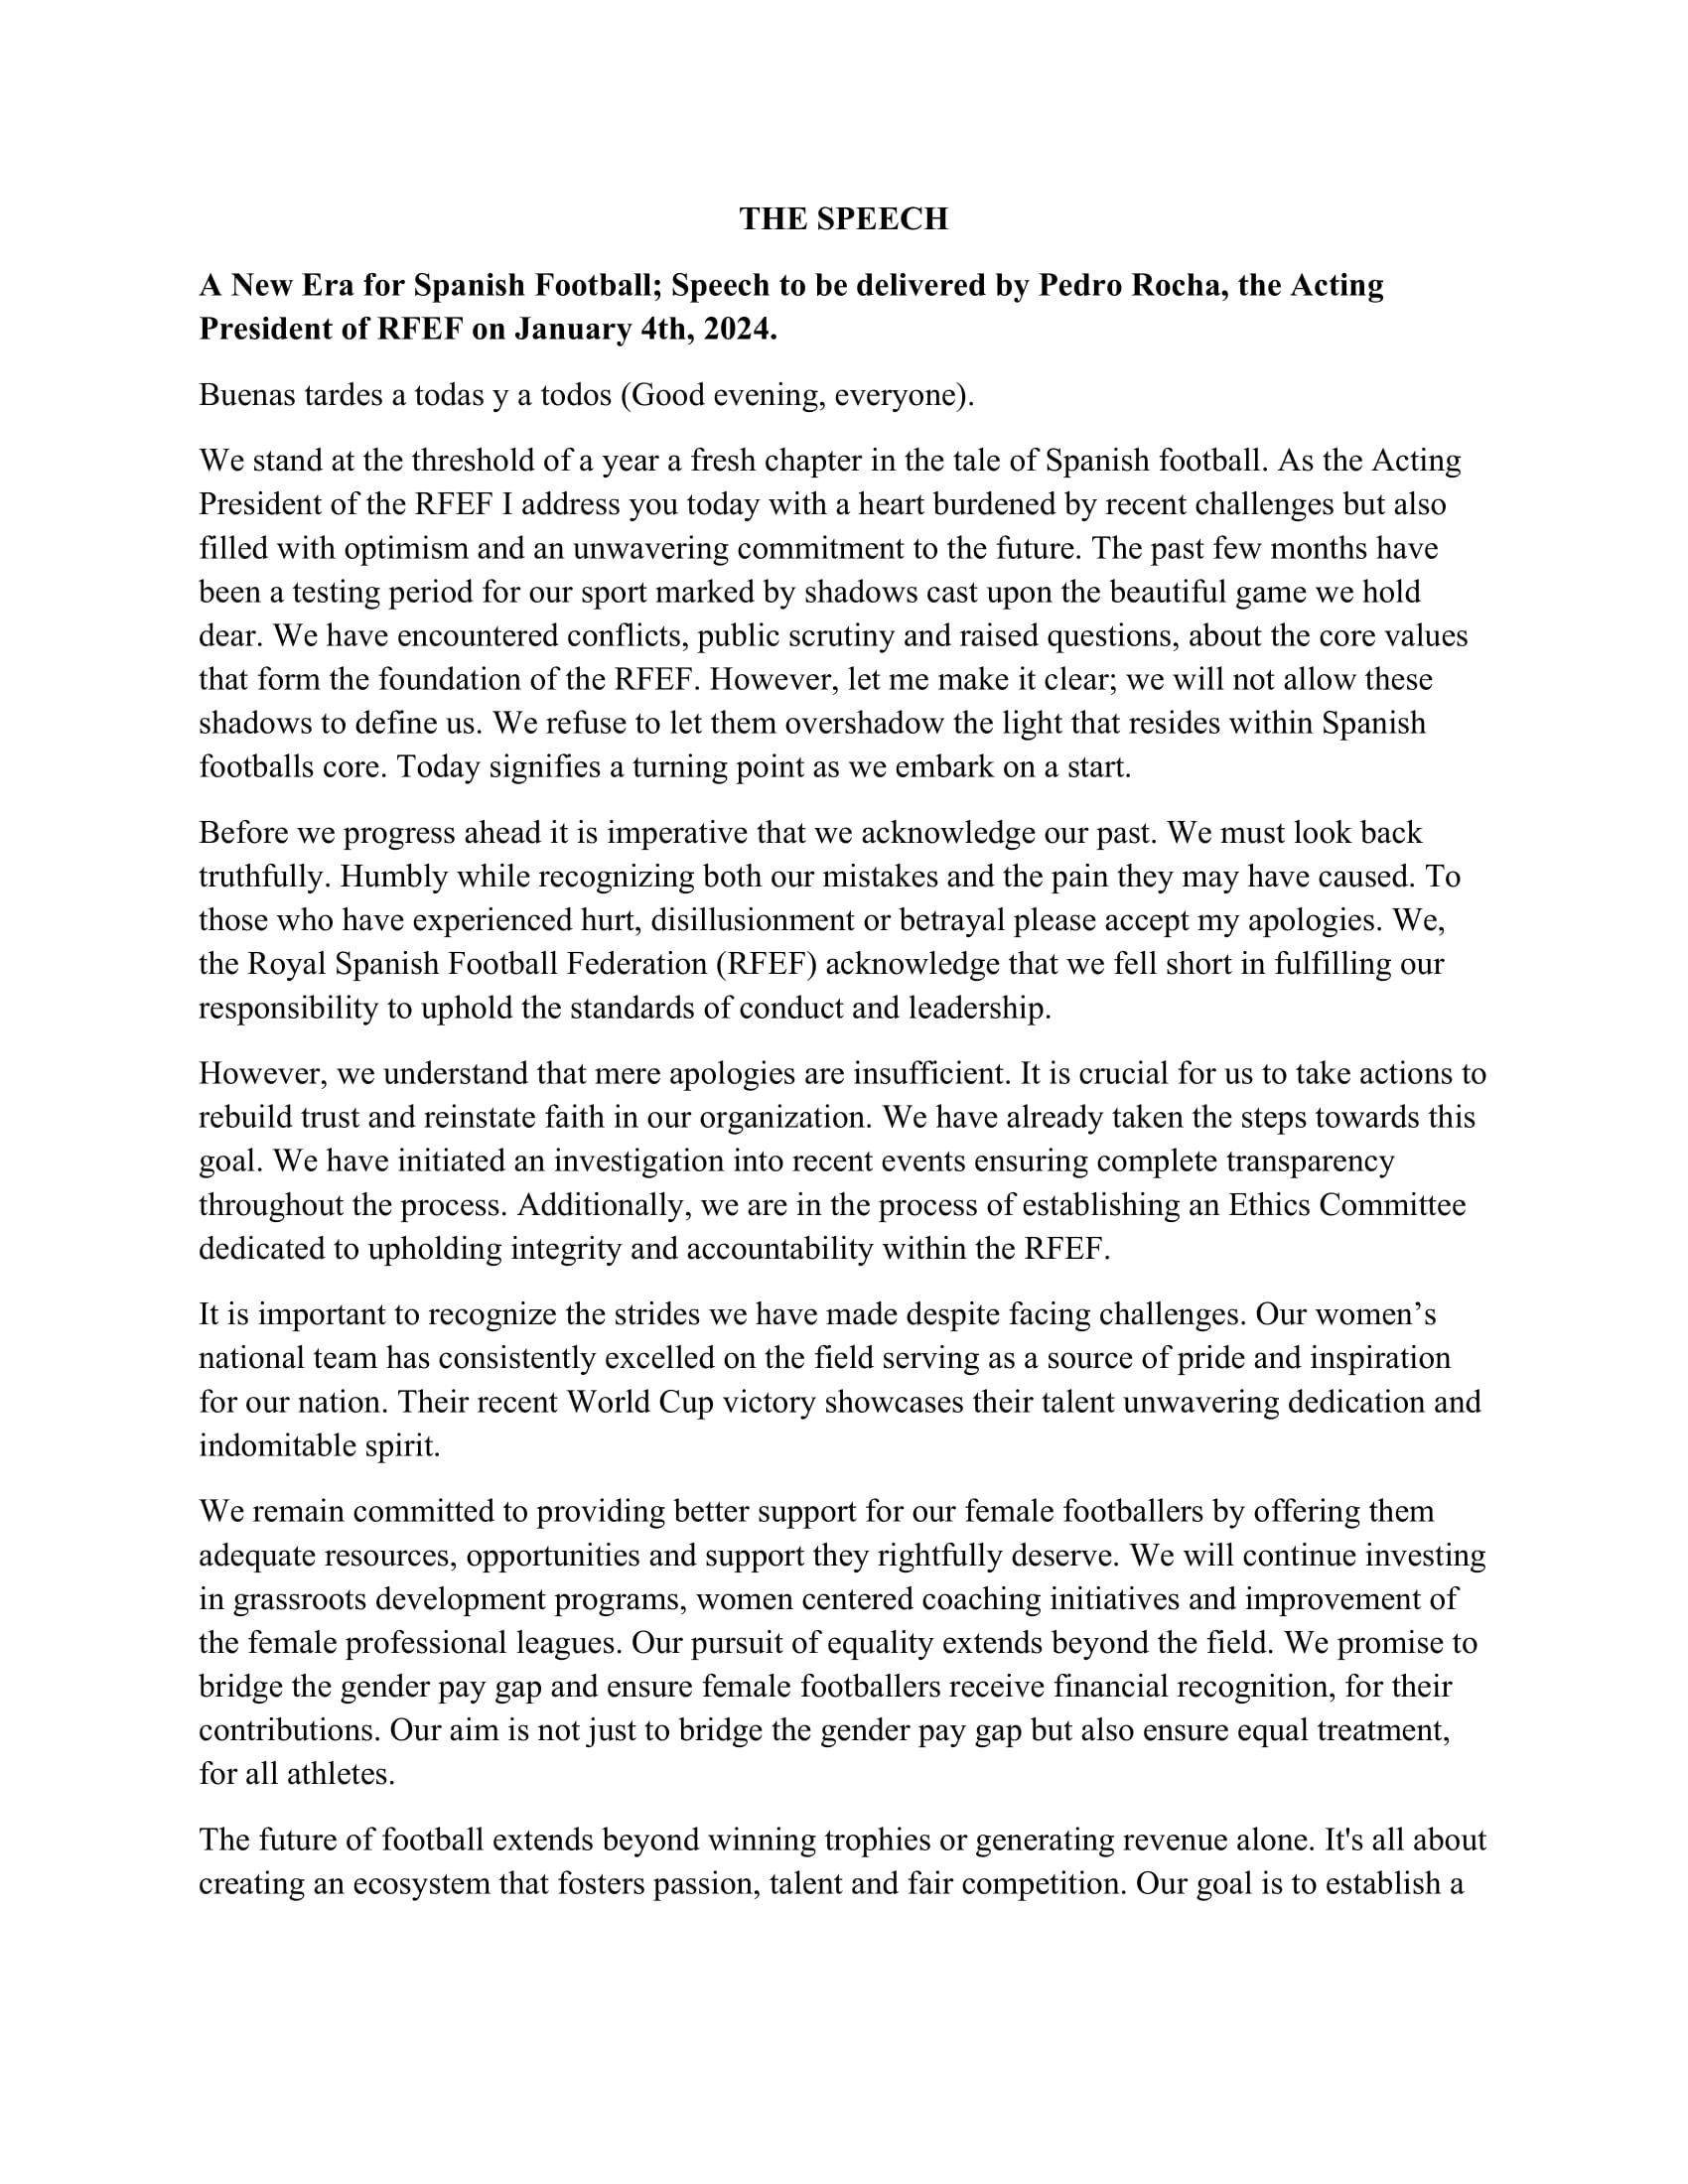 THE SPEECH
A New Era for Spanish Football; Speech to be delivered by Pedro Rocha, the Acting
President of RFEF on January 4th, 2024.
Buenas tardes a todas y a todos (Good evening, everyone).
We stand at the threshold of a year a fresh chapter in the tale of Spanish football. As the Acting
President of the RFEF I address you today with a heart burdened by recent challenges but also
filled with optimism and an unwavering commitment to the future. The past few months have
been a testing period for our sport marked by shadows cast upon the beautiful game we hold
dear. We have encountered conflicts, public scrutiny and raised questions, about the core values
that form the foundation of the RFEF. However, let me make it clear; we will not allow these
shadows to define us. We refuse to let them overshadow the light that resides within Spanish
footballs core. Today signifies a turning point as we embark on a start.
Before we progress ahead it is imperative that we acknowledge our past. We must look back
truthfully. Humbly while recognizing both our mistakes and the pain they may have caused. To
those who have experienced hurt, disillusionment or betrayal please accept my apologies. We,
the Royal Spanish Football Federation (RFEF) acknowledge that we fell short in fulfilling our
responsibility to uphold the standards of conduct and leadership.
However, we understand that mere apologies are insufficient. It is crucial for us to take actions to
rebuild trust and reinstate faith in our organization. We have already taken the steps towards this
goal. We have initiated an investigation into recent events ensuring complete transparency
throughout the process. Additionally, we are in the process of establishing an Ethics Committee
dedicated to upholding integrity and accountability within the RFEF.
It is important to recognize the strides we have made despite facing challenges. Our women’s
national team has consistently excelled on the field serving as a source of pride and inspiration
for our nation. Their recent World Cup victory showcases their talent unwavering dedication and
indomitable spirit.
We remain committed to providing better support for our female footballers by offering them
adequate resources, opportunities and support they rightfully deserve. We will continue investing
in grassroots development programs, women centered coaching initiatives and improvement of
the female professional leagues. Our pursuit of equality extends beyond the field. We promise to
bridge the gender pay gap and ensure female footballers receive financial recognition, for their
contributions. Our aim is not just to bridge the gender pay gap but also ensure equal treatment,
for all athletes.
The future of football extends beyond winning trophies or generating revenue alone. It's all about
creating an ecosystem that fosters passion, talent and fair competition. Our goal is to establish a